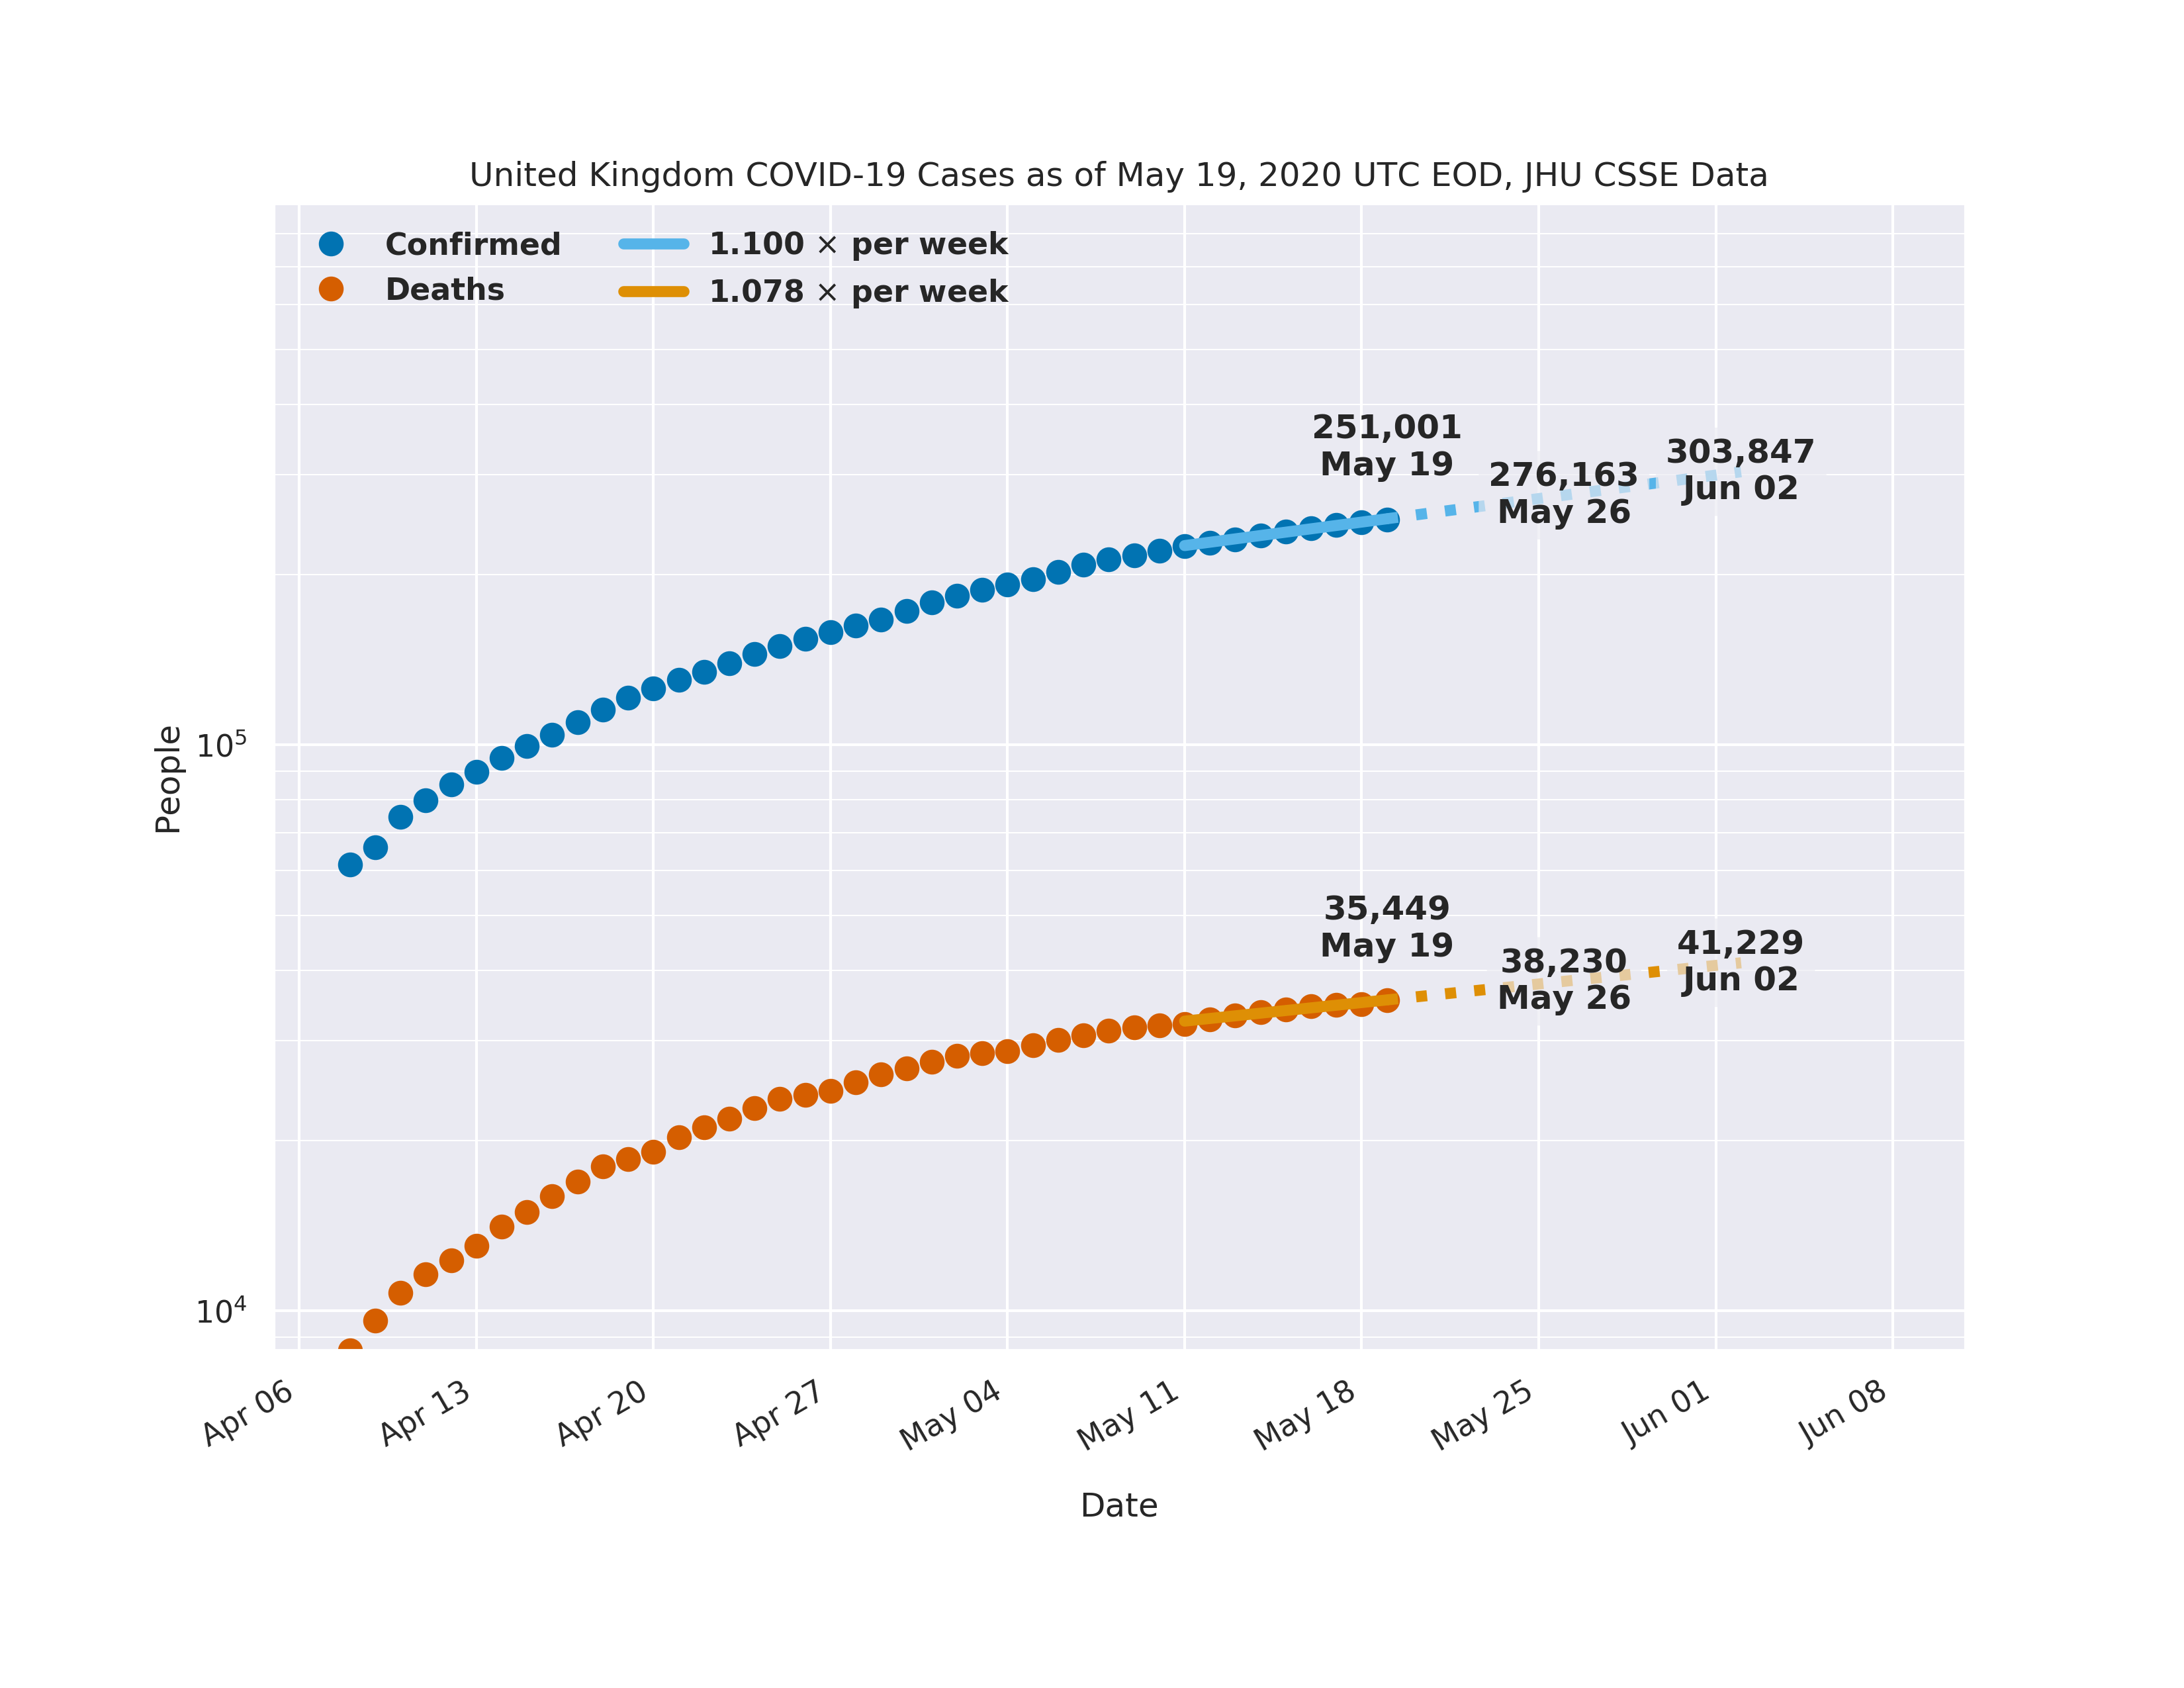 United Kingdom COVID-19 Cases as of May 19, 2020 UTC EOD, JHU CSSE Data
Confirmed
Deaths
1.100 × per week
1.078 × per week
251,001
May 19
276,163
May 26
303,847
Jun 02
35,449
May 19
38,230
May 26
41,229
Jun 02
People
10⁵
10⁴
Apr 06
Apr 13
Apr 20
Apr 27
May 04
May 11
May 18
May 25
Jun 01
Jun 08
Date